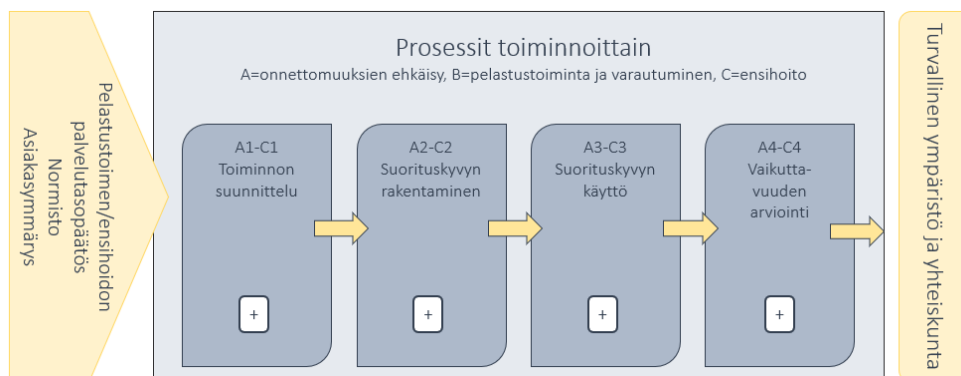 Pelastustoimen/ensihoidon
palvelutasopäätös
Normisto
Asiakasymmärys
Prosessit toiminnoittain
A=onnettomuuksien ehkäisy, B=pelastustoiminta ja varautuminen, C=ensihoito
A1-C1
Toiminnon
suunnittelu
+
A2-C2
Suorituskyvyn
rakentaminen
+
A3-C3
Suorituskyvyn
käyttö
+
A4-C4
Vaikutta-
vuuden
arviointi
+
Turvallinen ympäristö ja yhteiskunta